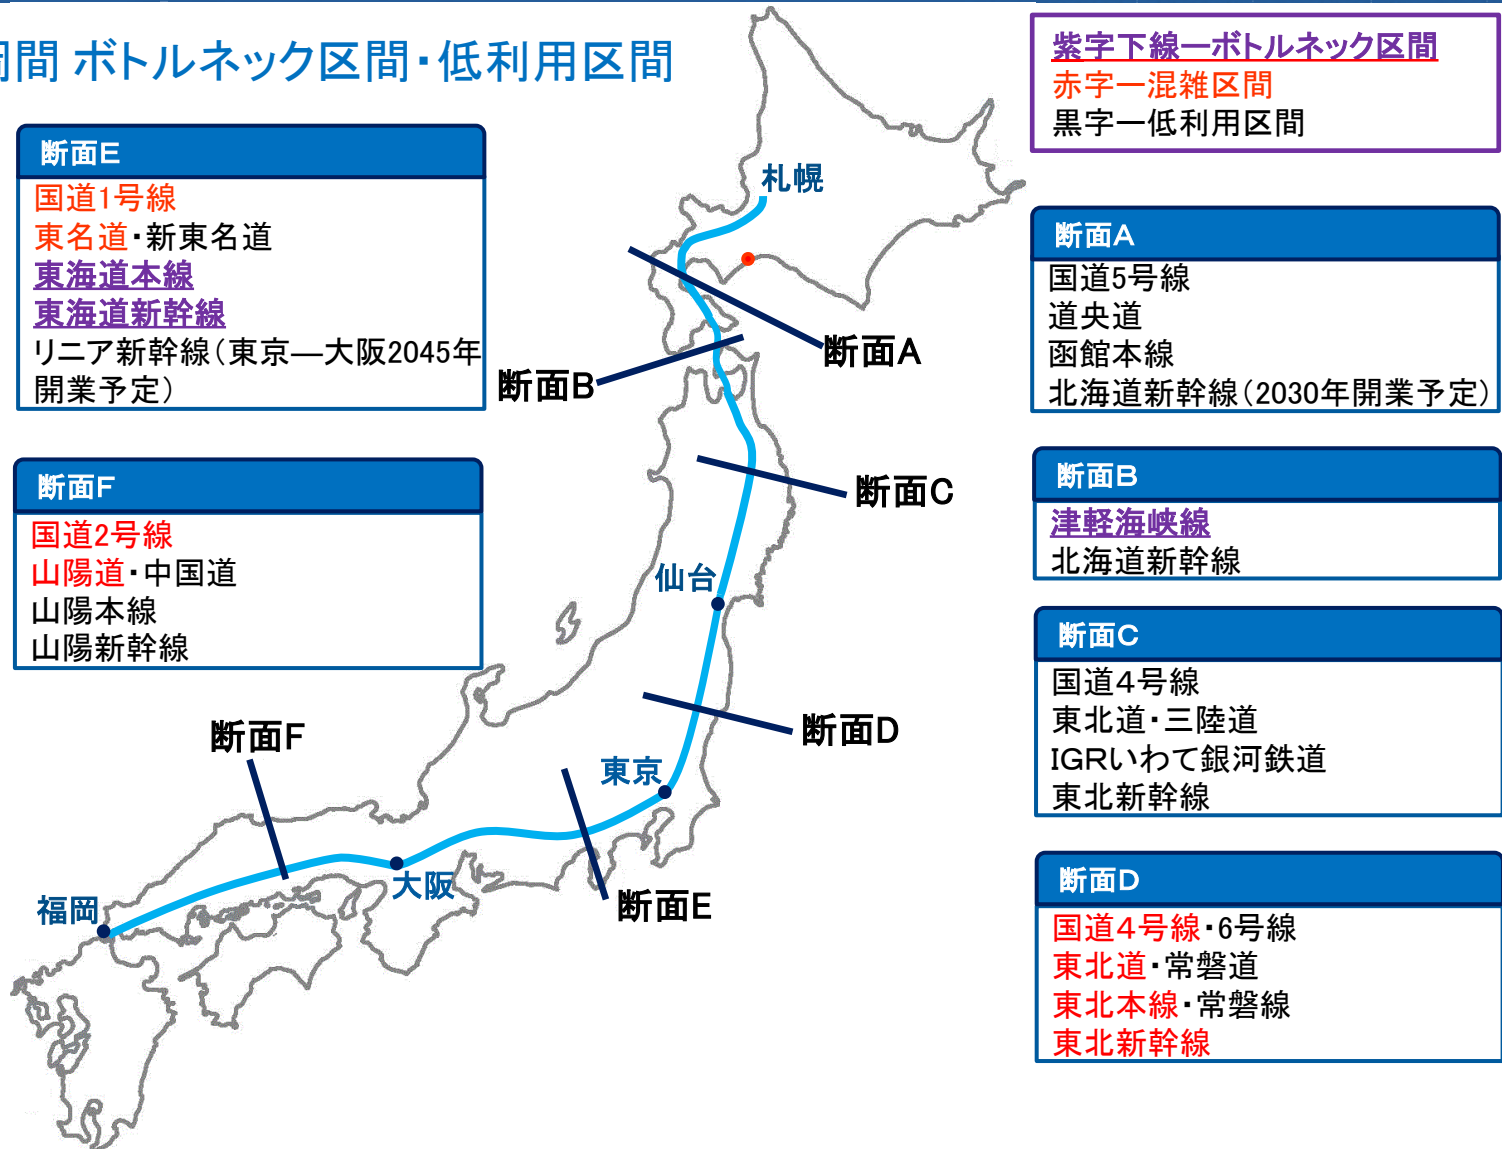 間 ボトルネック区間・低利用区間
紫字下線―ボトルネック区間
赤字―混雑区間
黒字―低利用区間
断面E
国道1号線
東名道・新東名道
東海道本線
東海道新幹線
リニア新幹線（東京―大阪2045年
開業予定）
断面F
国道2号線
山陽道・中国道
山陽本線
山陽新幹線
札幌
断面A
断面B
断面C
仙台
断面D
東京
断面F
大阪
断面E
福岡
断面A
国道5号線
道央道
函館本線
北海道新幹線（2030年開業予定）
断面B
津軽海峡線
北海道新幹線
断面C
国道４号線
東北道・三陸道
IGRいわて銀河鉄道
東北新幹線
断面D
国道４号線・6号線
東北道・常磐道
東北本線・常磐線
東北新幹線